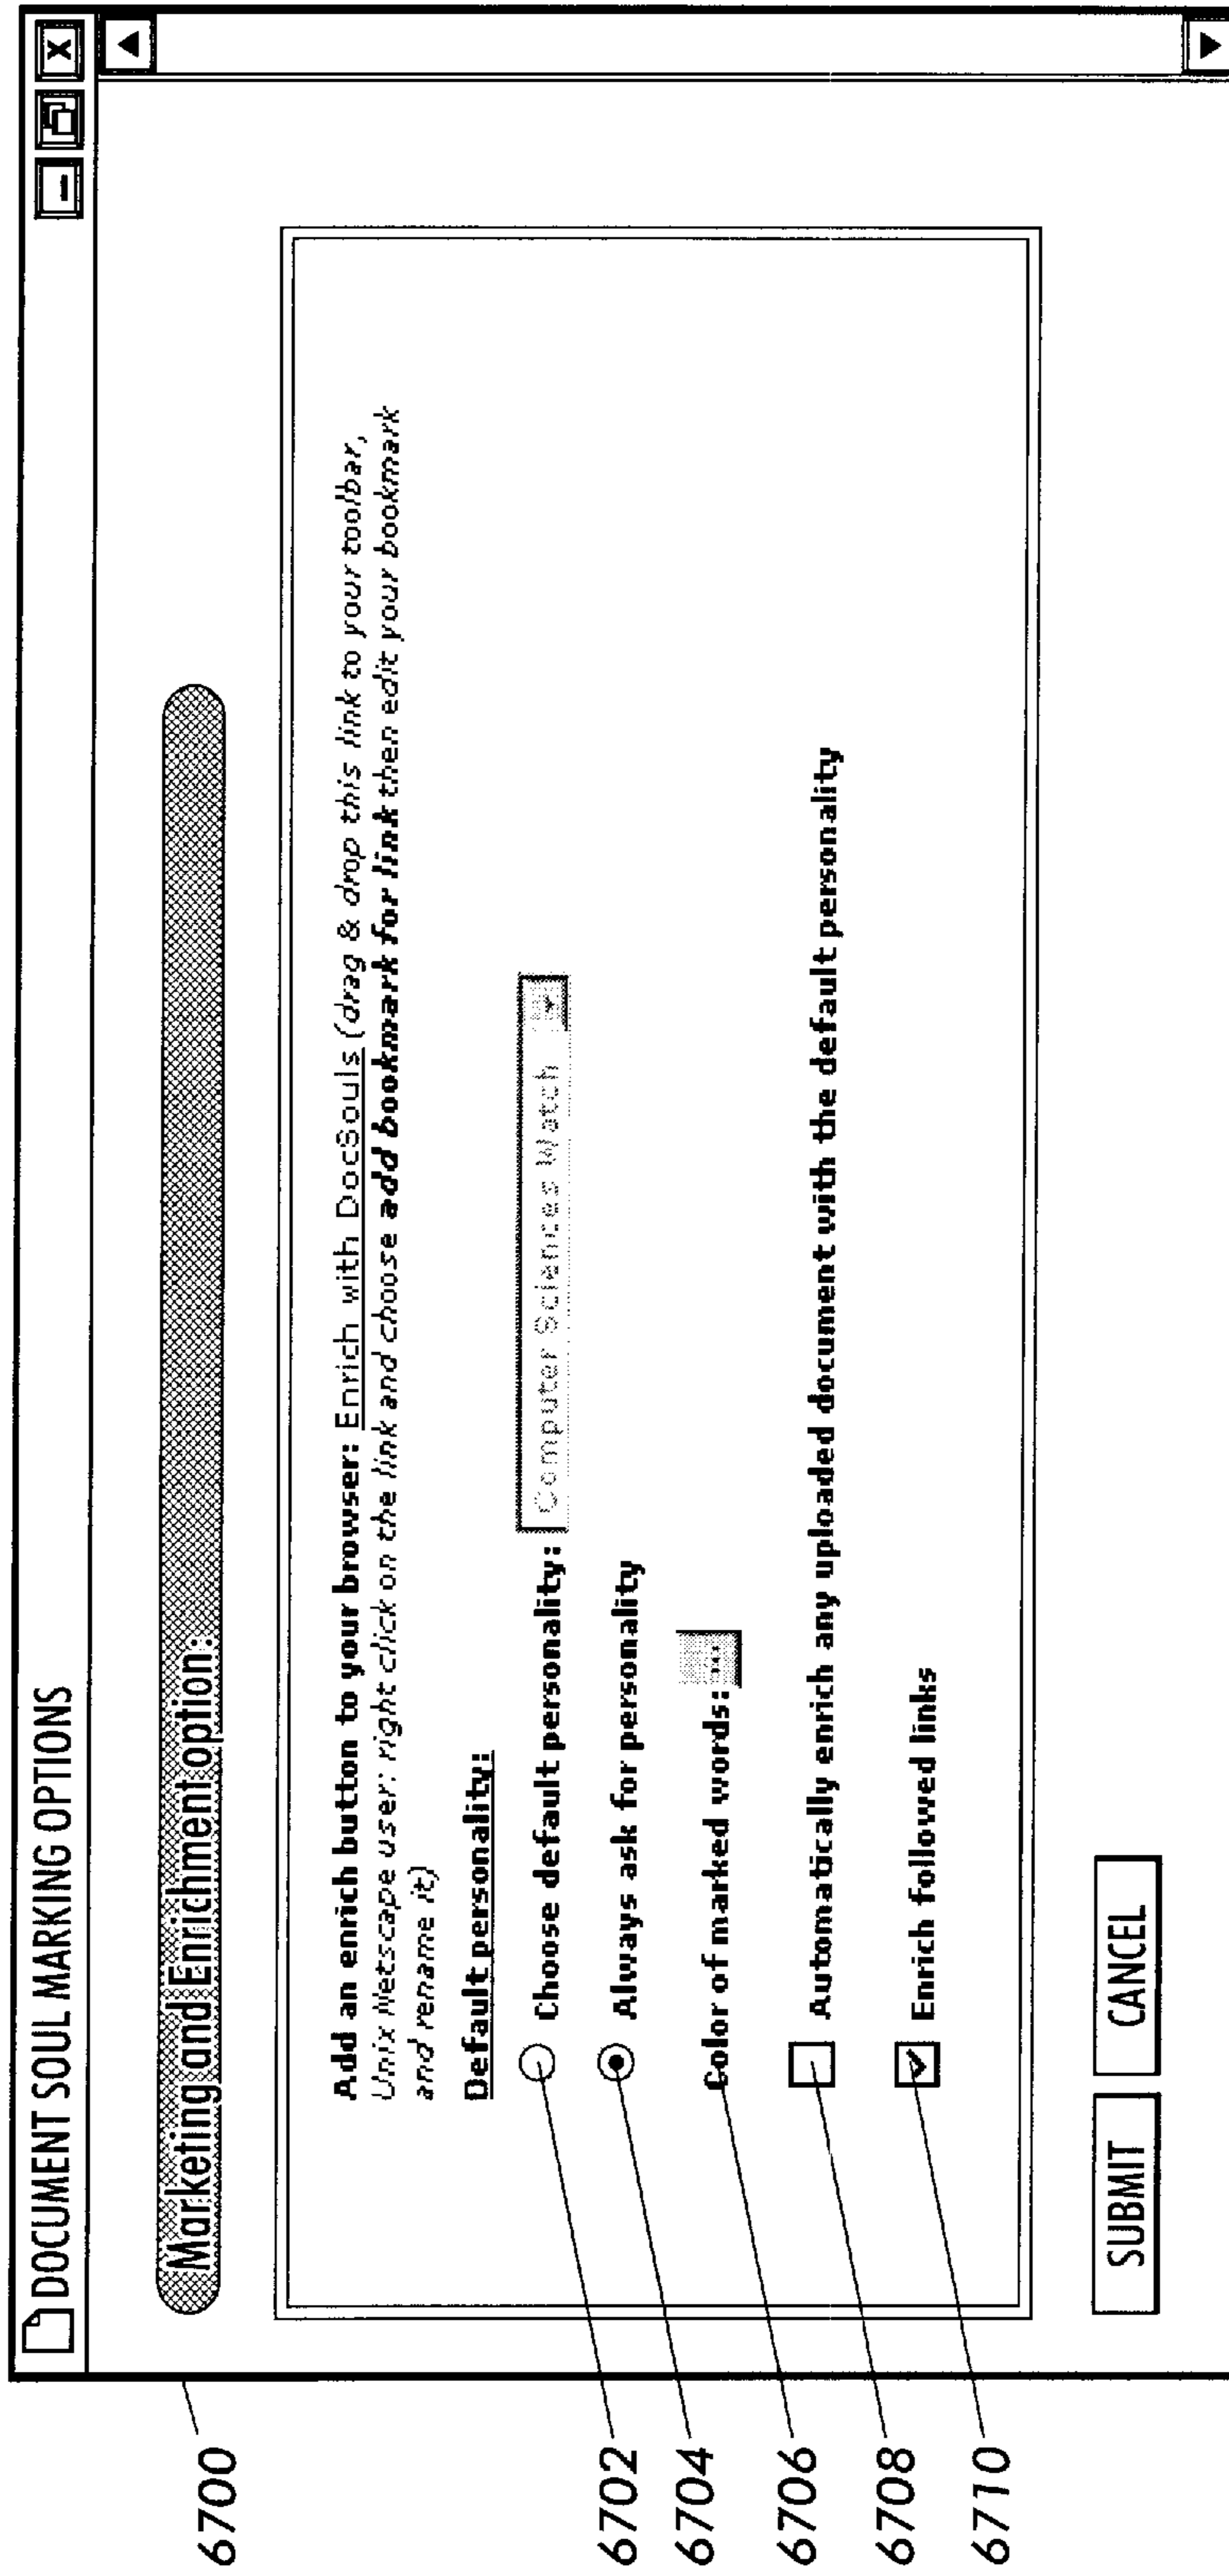 DOCUMENT SOUL MARKING OPTIONS
Marketing and Enrichment options
Add an enrich button to your browser: Enrich with DocSouls (drag & drop this link to your toolbar,
Unix Netscape user: right click on the link and choose add bookmark for link then edit your bookmark
and rename it)
Default personality:
Choose default personality: Computer Sciences Watch
Always ask for personality
Color of marked words: ...
Automatically enrich any uploaded document with the default personality
Enrich followed links
SUBMIT CANCEL
6700
6702
6704
6706
6708
6710